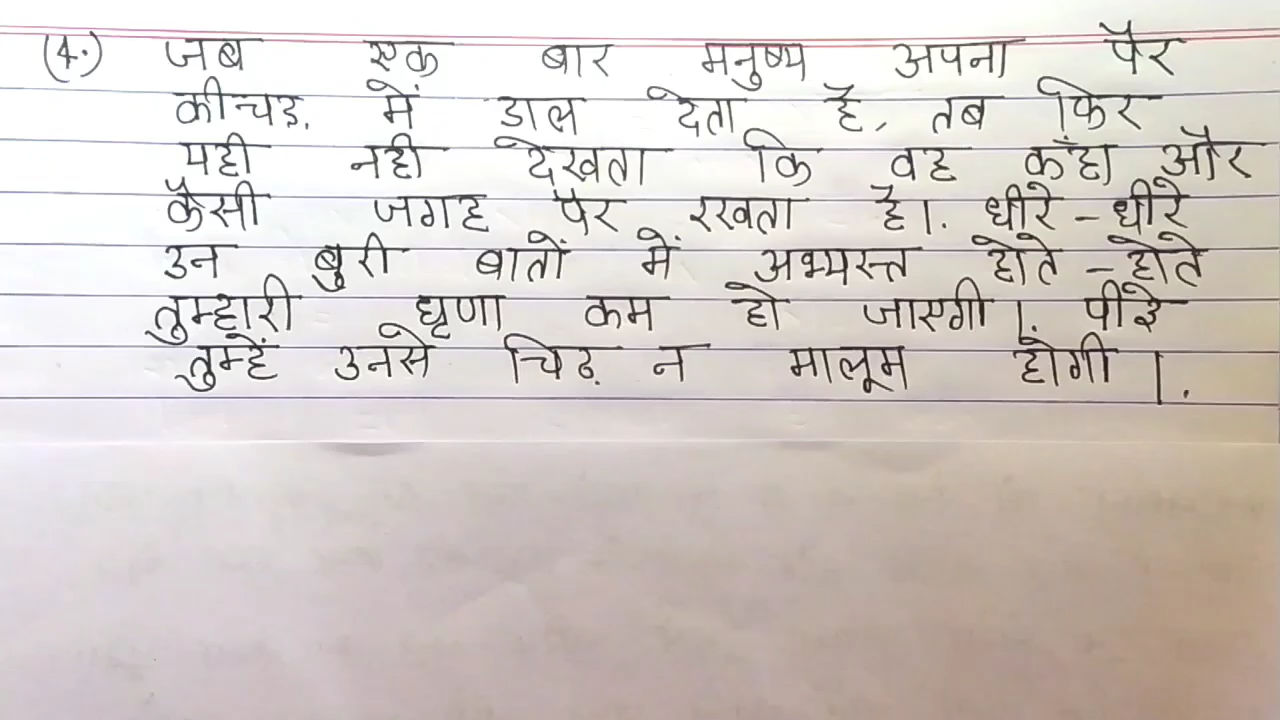 (4.) जब एक बार मनुष्य अपना पैर
कीचड़ में डाल देता है, तब फिर
यही नही देखता कि वह कँहा और
कैसी जगह पैर रखता है। धीरे - धीरे
उन बुरी बातों में अभ्यस्त होते - होते
तुम्हारी घृणा कम हो जाएगी। पीछे
तुम्हें उनसे चिढ़ न मालूम होगी।